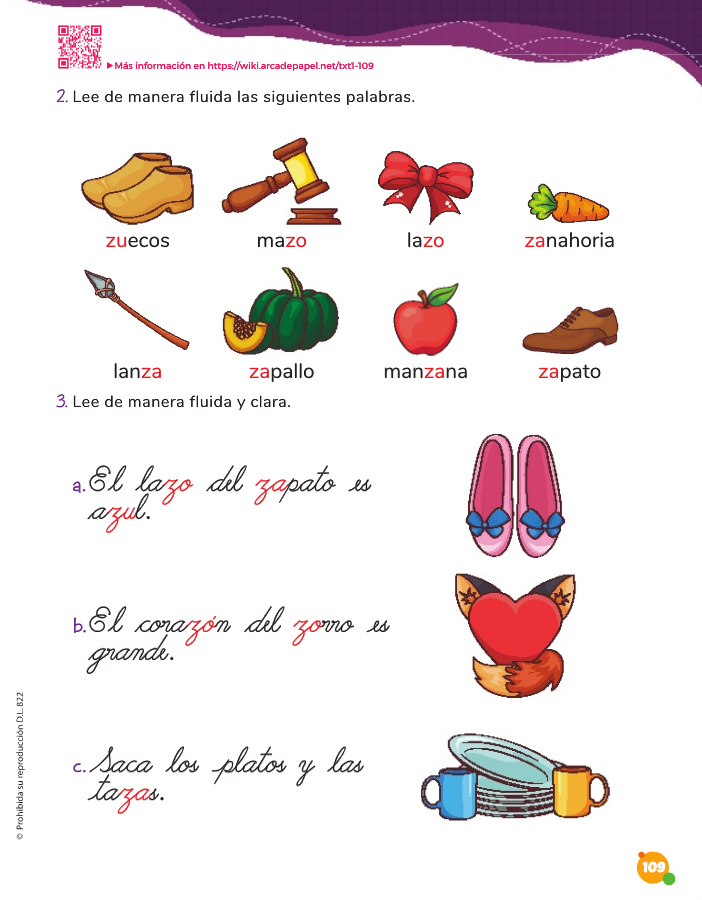 ▶Más información en https://wiki.arcadepapel.net/txt1-109
2. Lee de manera fluida las siguientes palabras.
zuecos mazo lazo zanahoria
lanza zapallo manzana zapato
3. Lee de manera fluida y clara.
a. El lazo del zapato es
azul.
b. El corazón del zorro es
grande.
c. Saca los platos y las
tazas.
© Prohibida su reproducción D.L. 822
109